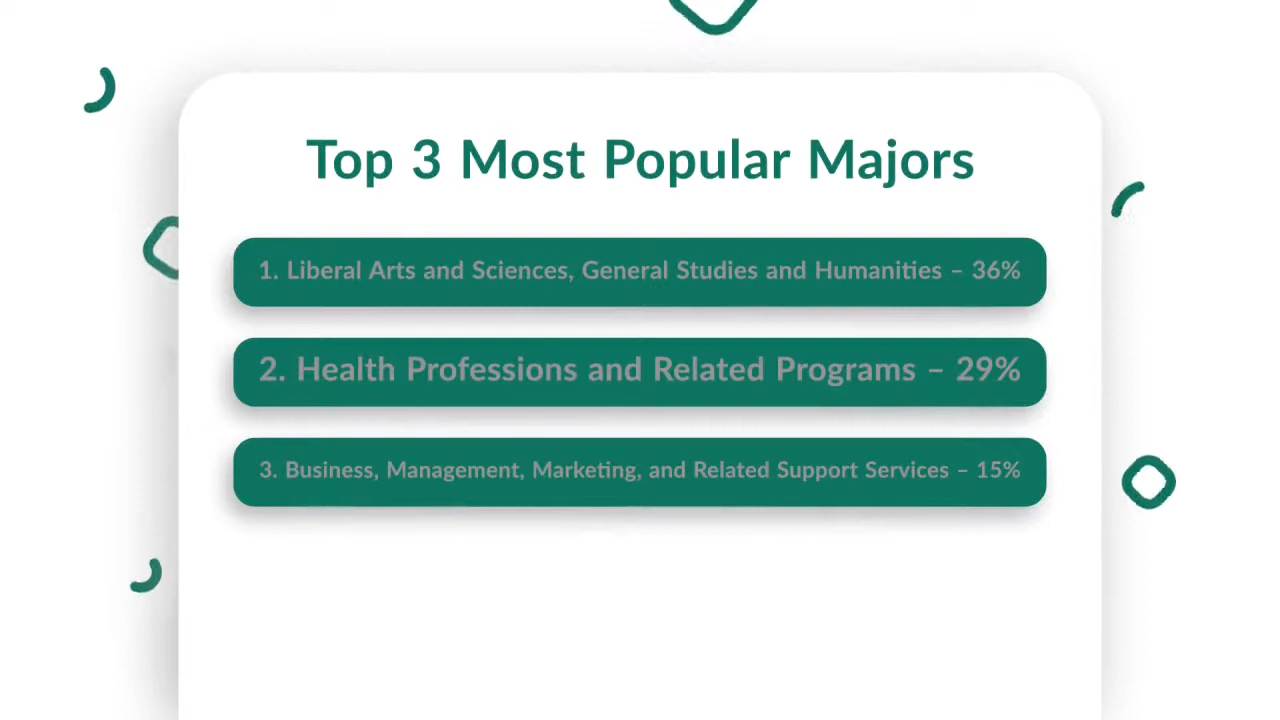 Top 3 Most Popular Majors
1. Liberal Arts and Sciences, General Studies and Humanities – 36%
2. Health Professions and Related Programs – 29%
3. Business, Management, Marketing, and Related Support Services – 15%